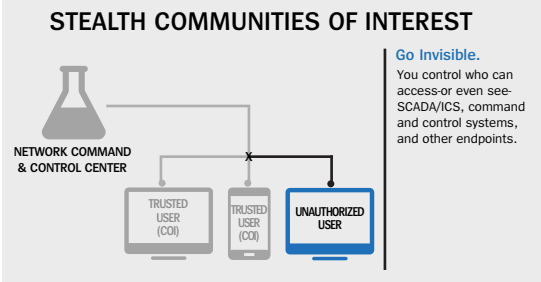 STEALTH COMMUNITIES OF INTEREST
Go Invisible.
You control who can
access-or even see-
SCADA/ICS, command
and control systems,
and other endpoints.
NETWORK COMMAND
& CONTROL CENTER
X
TRUSTED
USER
(COI)
TRUSTED
USER
(COI)
UNAUTHORIZED
USER